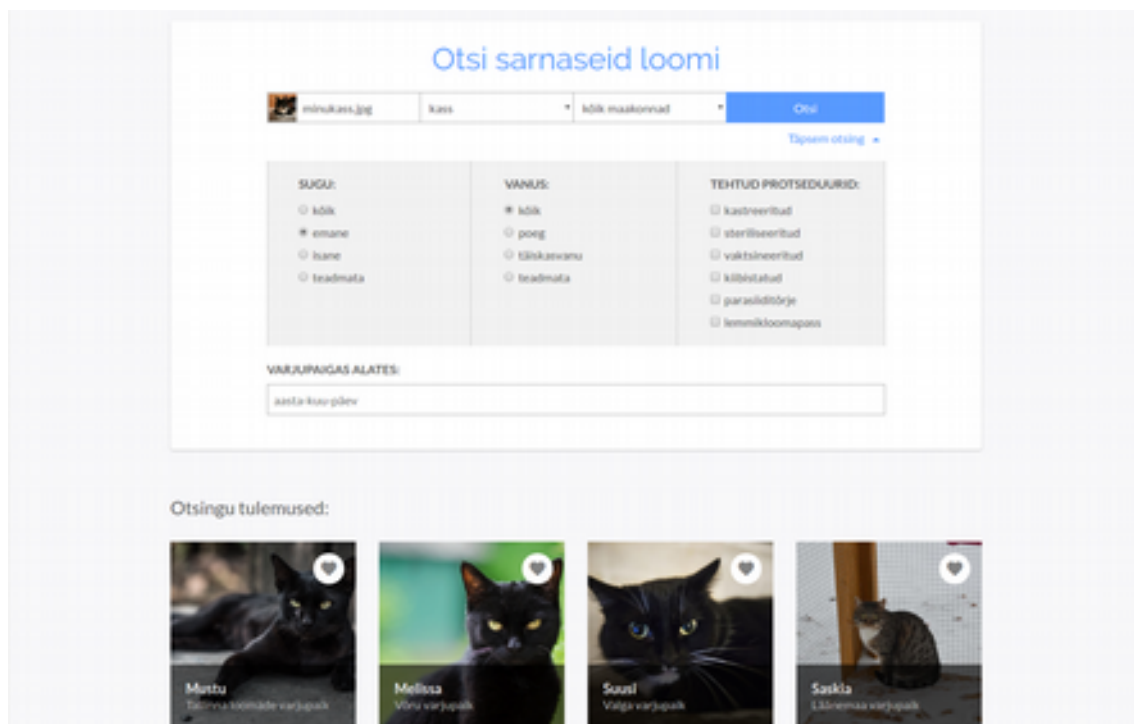 Otsi sarnaseid loomi
minukass.jpg kass kõik maakonnad Otsi
Täpsem otsing
SUGU: VANUS: TEHTUD PROTSEDUURID:
kõik kõik kastreeritud
emane poeg steriliseeritud
isane täiskasvanu vaktsineeritud
teadmata teadmata kiibistatud
parasiiditõrje
lemmikloomapass
VARJUPAIGAS ALATES:
aasta-kuu-päev
Otsingu tulemused:
Mustu Melissa Suusi Saskia
Tallinna loomade varjupaik Võru varjupaik Valga varjupaik Läänemaa varjupaik